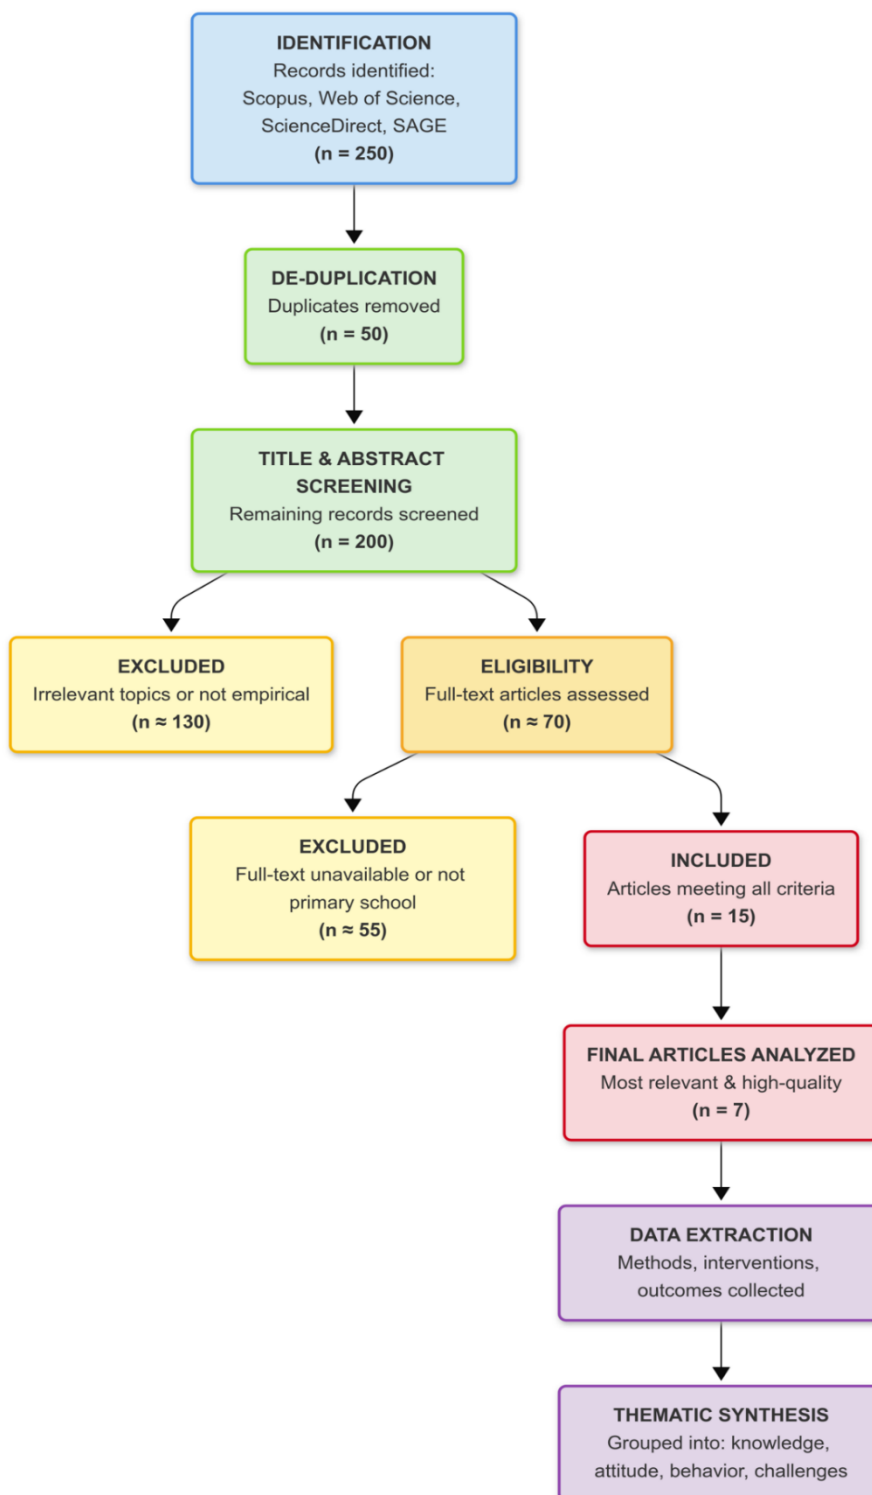 IDENTIFICATION
Records identified:
Scopus, Web of Science,
ScienceDirect, SAGE
(n = 250)
DE-DUPLICATION
Duplicates removed
(n = 50)
TITLE & ABSTRACT
SCREENING
Remaining records screened
(n = 200)
EXCLUDED
Irrelevant topics or not empirical
(n ≈ 130)
ELIGIBILITY
Full-text articles assessed
(n ≈ 70)
EXCLUDED
Full-text unavailable or not
primary school
(n ≈ 55)
INCLUDED
Articles meeting all criteria
(n = 15)
FINAL ARTICLES ANALYZED
Most relevant & high-quality
(n = 7)
DATA EXTRACTION
Methods, interventions,
outcomes collected
THEMATIC SYNTHESIS
Grouped into: knowledge,
attitude, behavior, challenges